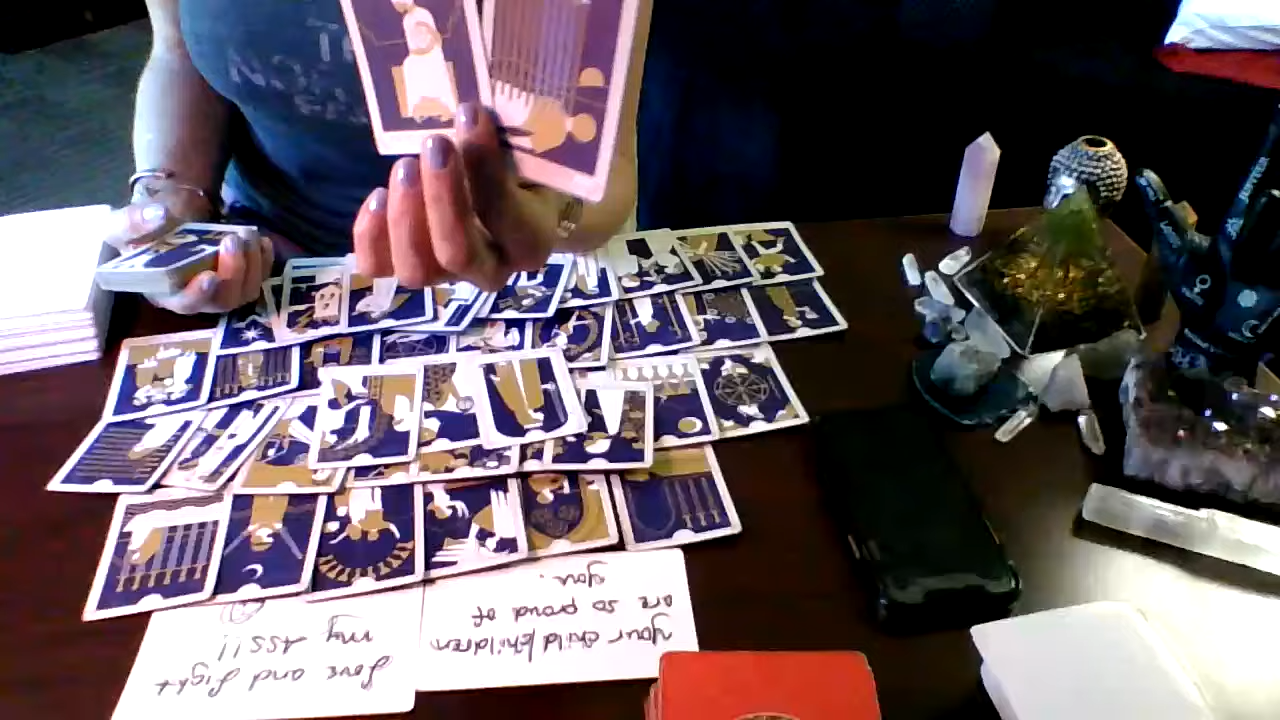 Love and Light
my ASS!!
your child/children
are so proud of
you.